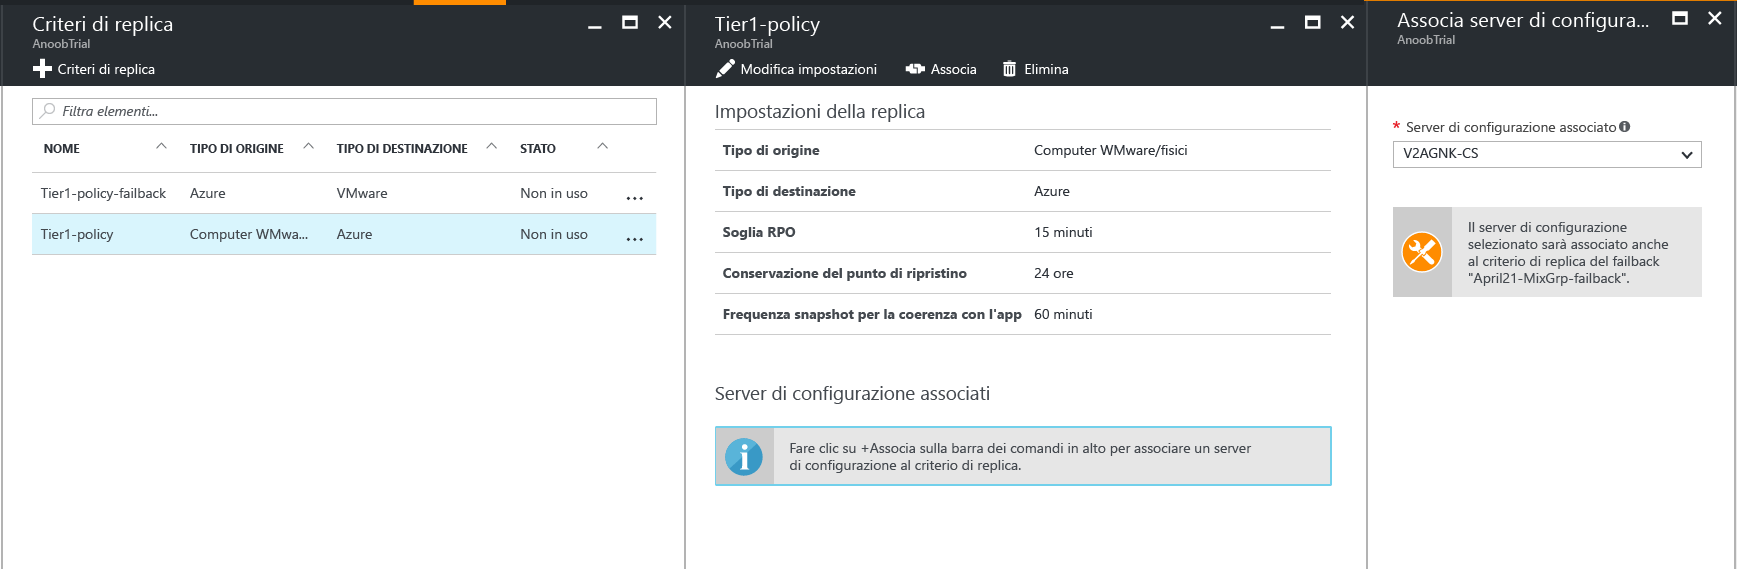 Criteri di replica
AnoobTrial
Criteri di replica
Filtra elementi...
NOME TIPO DI ORIGINE TIPO DI DESTINAZIONE STATO
Tier1-policy-failback Azure VMware Non in uso ...
Tier1-policy Computer WMwa... Azure Non in uso ...
Tier1-policy
AnoobTrial
Modifica impostazioni Associa Elimina
Impostazioni della replica
Tipo di origine Computer WMware/fisici
Tipo di destinazione Azure
Soglia RPO 15 minuti
Conservazione del punto di ripristino 24 ore
Frequenza snapshot per la coerenza con l'app 60 minuti
Server di configurazione associati
Fare clic su +Associa sulla barra dei comandi in alto per associare un server
di configurazione al criterio di replica.
Associa server di configura...
AnoobTrial
* Server di configurazione associato
V2AGNK-CS
Il server di configurazione
selezionato sarà associato anche
al criterio di replica del failback
"April21-MixGrp-failback".